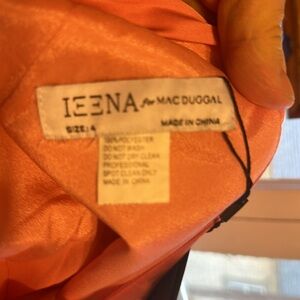 IEENA for MAC DUGGAL
SIZE: 4 MADE IN CHINA
100% POLYESTER
DO NOT WASH
DO NOT DRY CLEAN
PROFESSIONAL
SPOT CLEAN ONLY
MADE IN CHINA